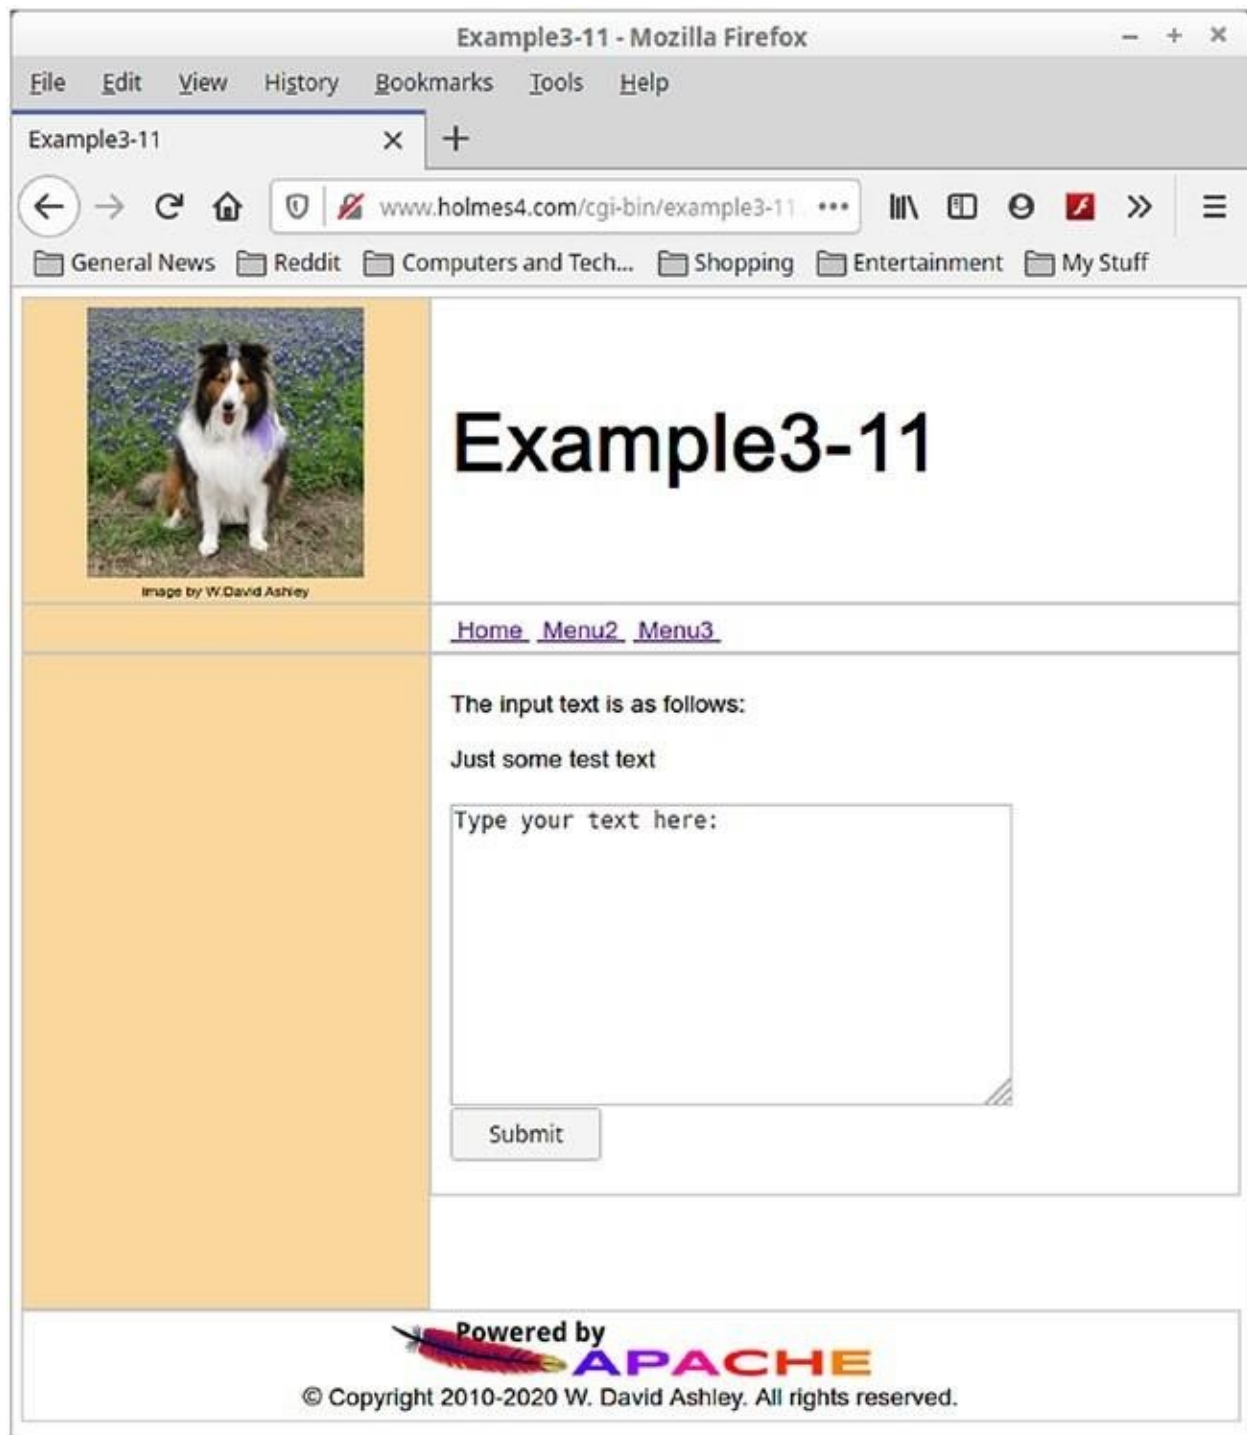 Example3-11 - Mozilla Firefox
File Edit View History Bookmarks Tools Help
Example3-11
www.holmes4.com/cgi-bin/example3-11.
General News Reddit Computers and Tech... Shopping Entertainment My Stuff
Example3-11
Image by W.David Ashley
Home Menu2 Menu3
The input text is as follows:
Just some test text
Type your text here:
Submit
Powered by
APACHE
© Copyright 2010-2020 W. David Ashley. All rights reserved.